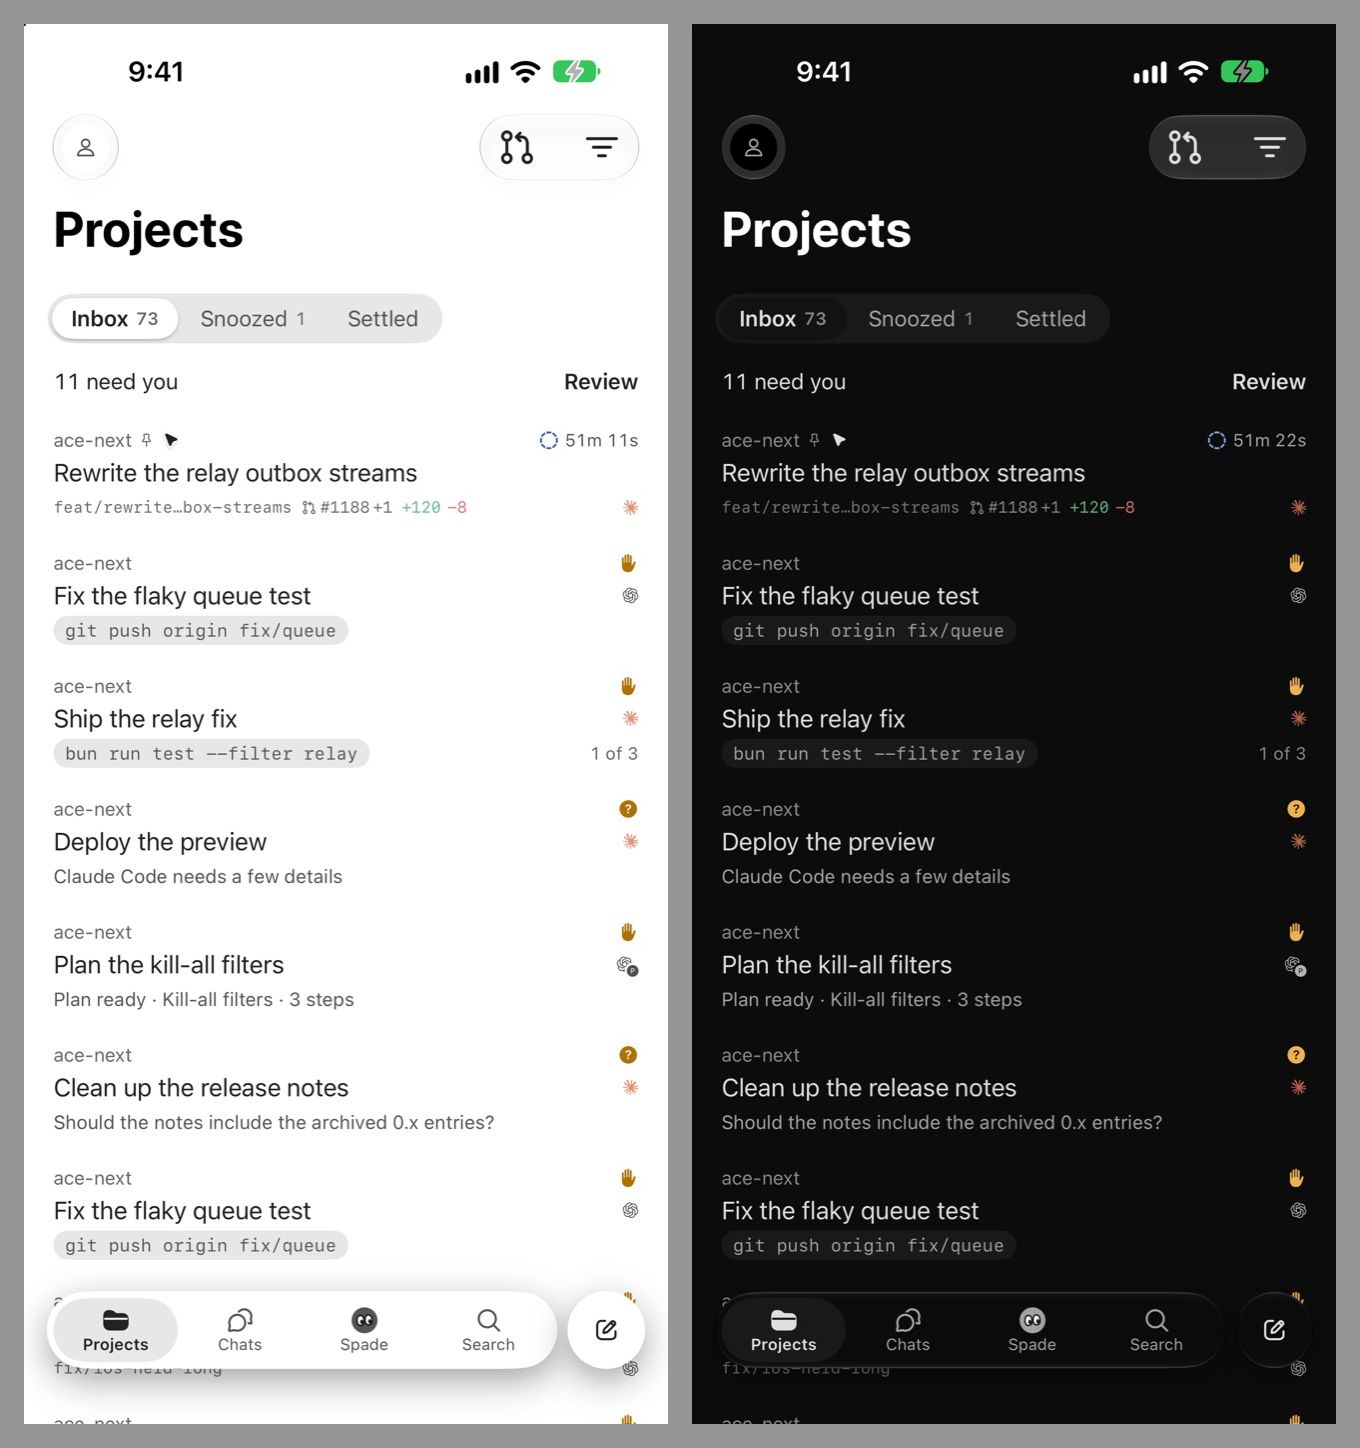 9:41
Projects
Inbox 73 Snoozed 1 Settled
11 need you Review
ace-next 51m 11s
Rewrite the relay outbox streams
feat/rewrite…box-streams #1188+1 +120 −8
ace-next
Fix the flaky queue test
git push origin fix/queue
ace-next
Ship the relay fix
bun run test --filter relay 1 of 3
ace-next
?
Deploy the preview
Claude Code needs a few details
ace-next
Plan the kill-all filters
P
Plan ready · Kill-all filters · 3 steps
ace-next
?
Clean up the release notes
Should the notes include the archived 0.x entries?
ace-next
Fix the flaky queue test
git push origin fix/queue
Projects Chats Spade Search
ace-next
9:41
Projects
Inbox 73 Snoozed 1 Settled
11 need you Review
ace-next 51m 22s
Rewrite the relay outbox streams
feat/rewrite…box-streams #1188+1 +120 −8
ace-next
Fix the flaky queue test
git push origin fix/queue
ace-next
Ship the relay fix
bun run test --filter relay 1 of 3
ace-next
?
Deploy the preview
Claude Code needs a few details
ace-next
Plan the kill-all filters
P
Plan ready · Kill-all filters · 3 steps
ace-next
?
Clean up the release notes
Should the notes include the archived 0.x entries?
ace-next
Fix the flaky queue test
git push origin fix/queue
Projects Chats Spade Search
ace-next